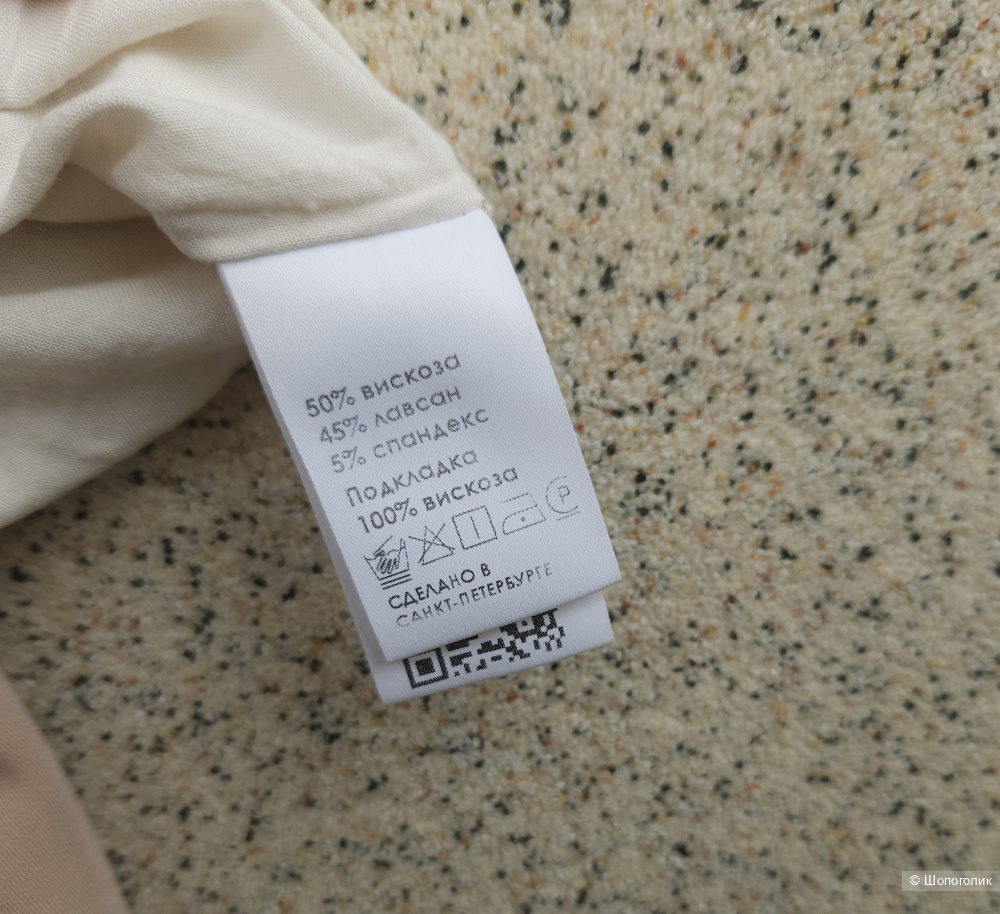 50% вискоза
45% лавсан
5% спандекс
Подкладка
100% вискоза
P
СДЕЛАНО В
САНКТ-ПЕТЕРБУРГЕ
© Шопоголик